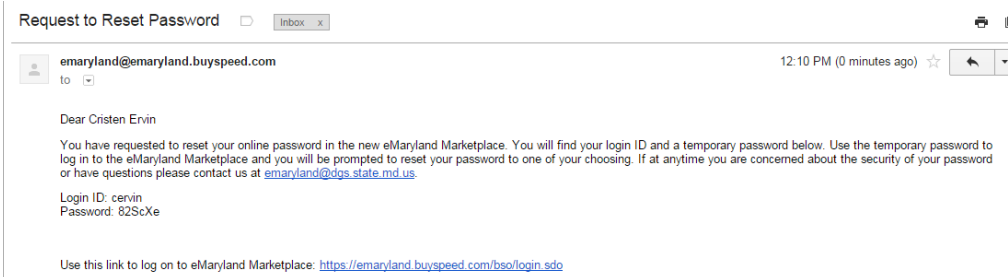 Request to Reset Password
Inbox x
emaryland@emaryland.buyspeed.com
12:10 PM (0 minutes ago)
to
Dear Cristen Ervin
You have requested to reset your online password in the new eMaryland Marketplace. You will find your login ID and a temporary password below. Use the temporary password to
log in to the eMaryland Marketplace and you will be prompted to reset your password to one of your choosing. If at anytime you are concerned about the security of your password
or have questions please contact us at emaryland@dgs.state.md.us.
Login ID: cervin
Password: 82ScXe
Use this link to log on to eMaryland Marketplace: https://emaryland.buyspeed.com/bso/login.sdo